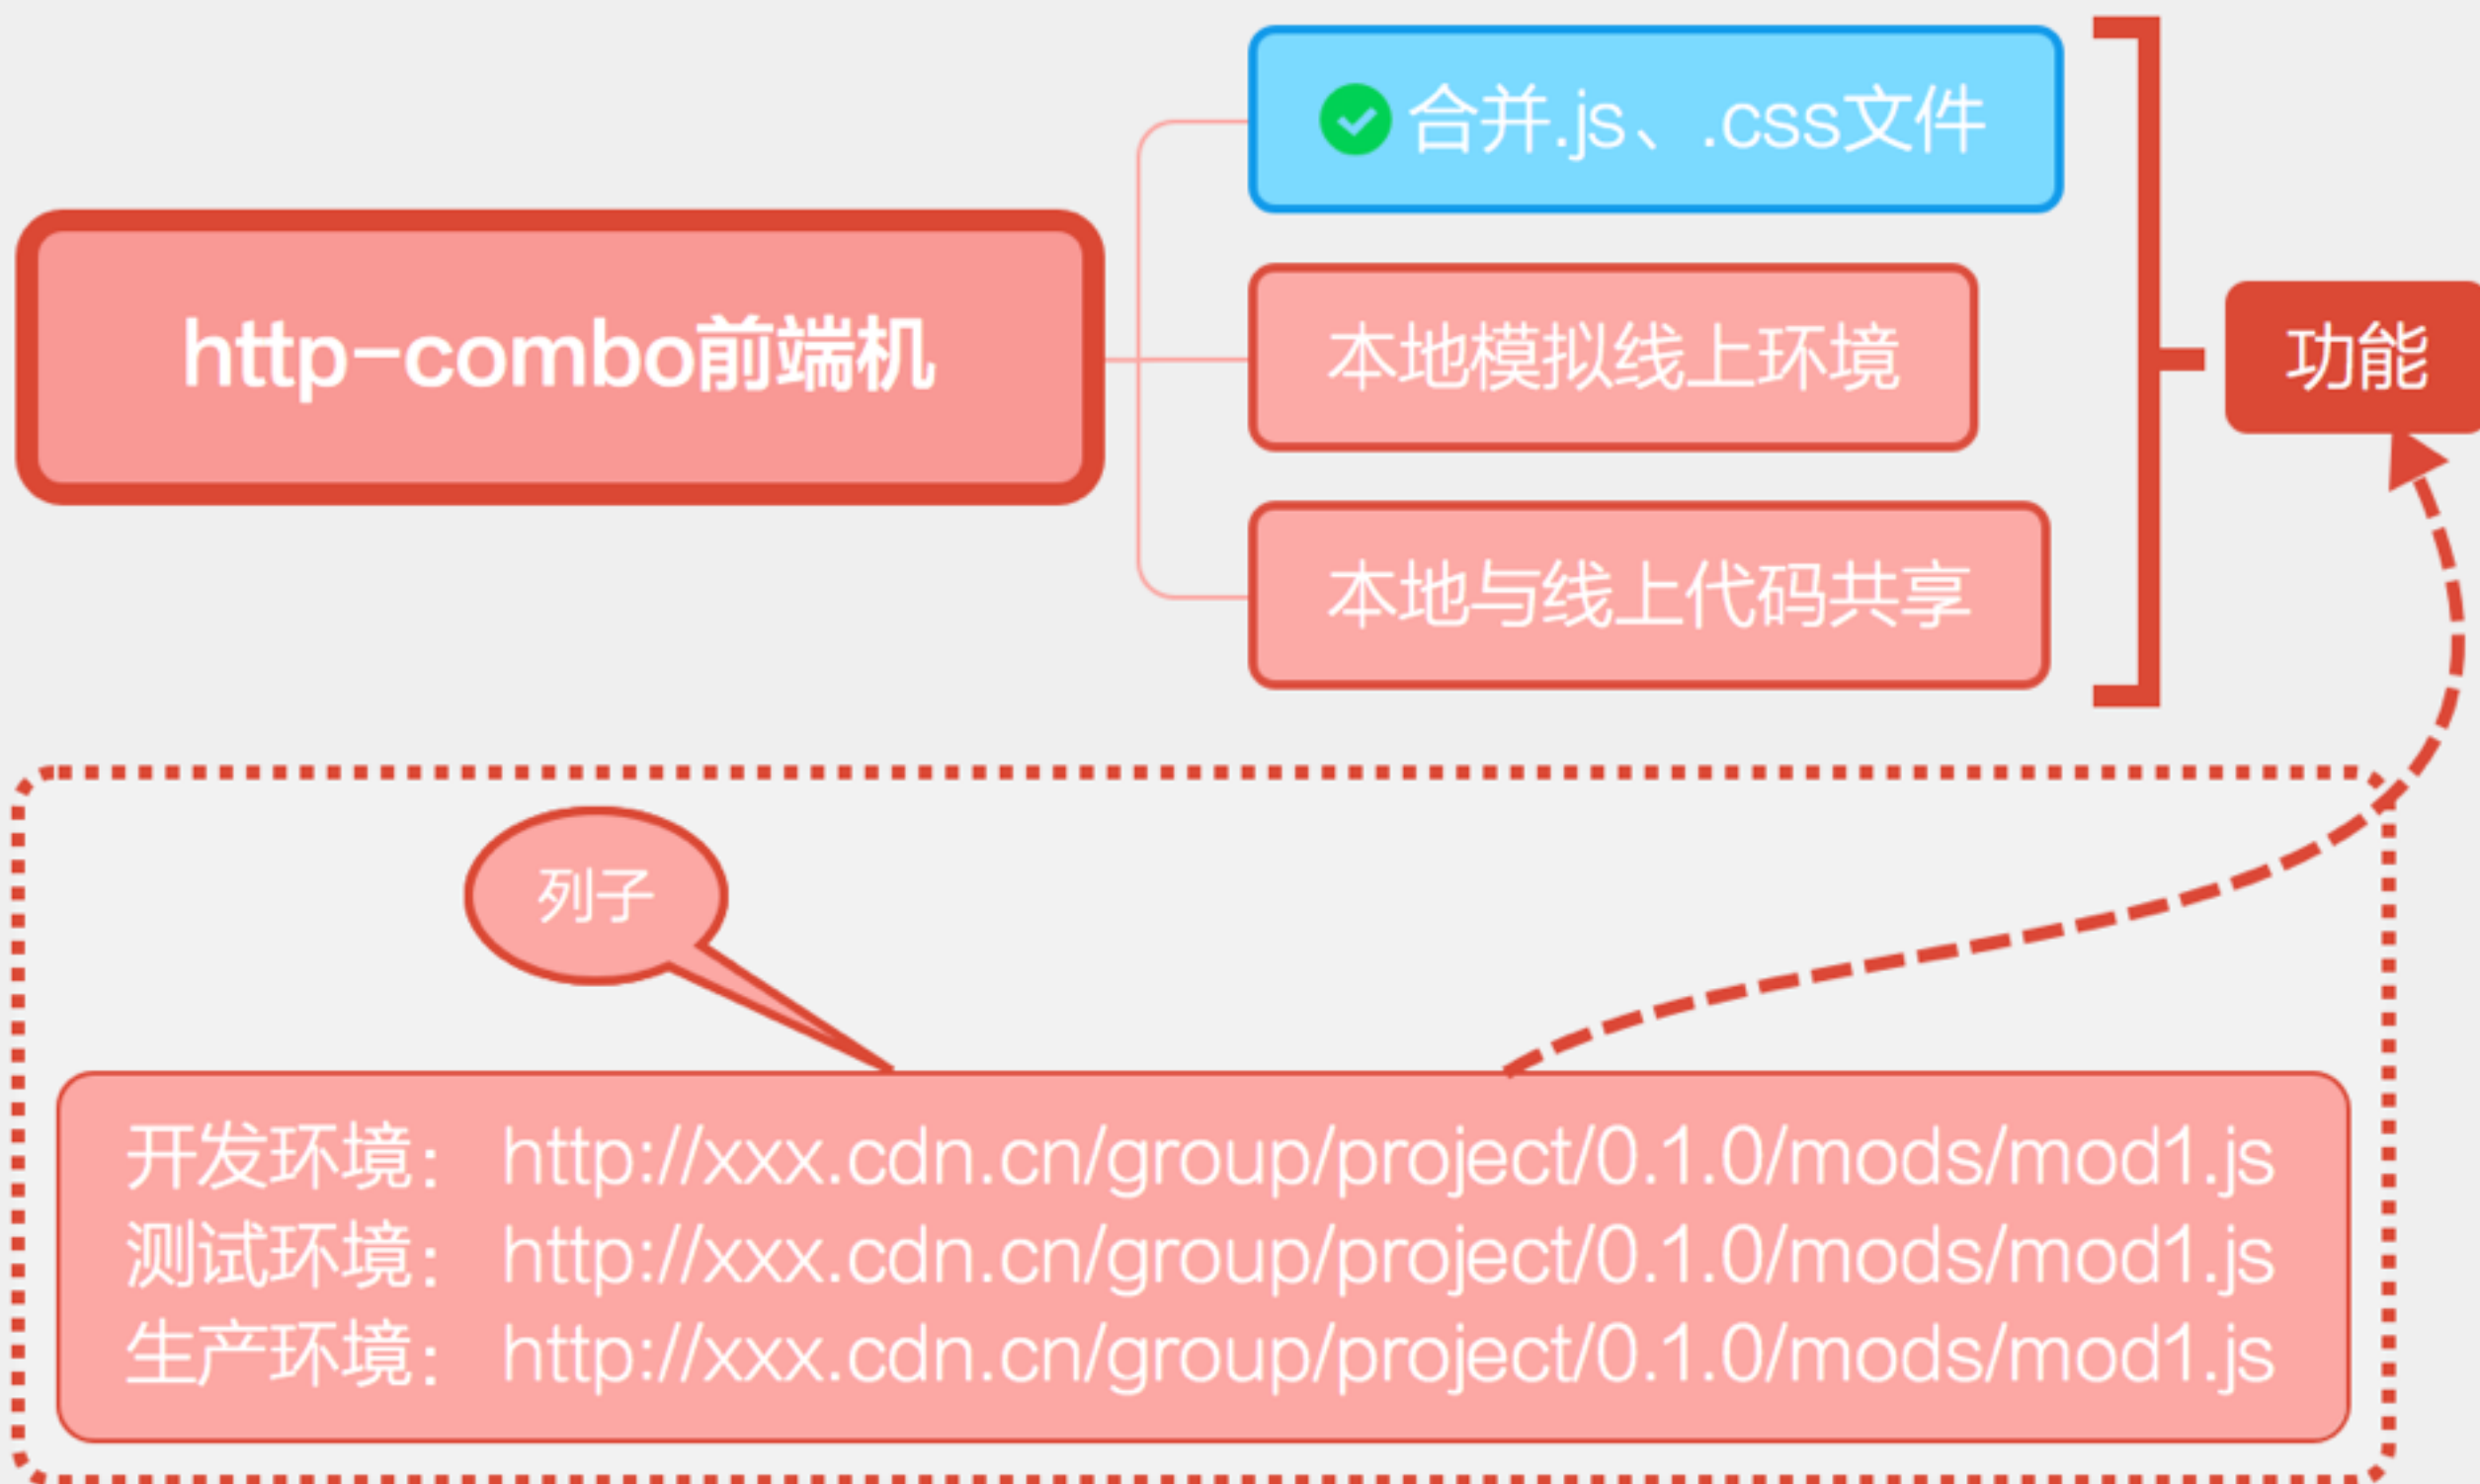 合并.js、.css文件
http-combo前端机
本地模拟线上环境
功能
本地与线上代码共享
列子
开发环境： http://xxx.cdn.cn/group/project/0.1.0/mods/mod1.js
测试环境： http://xxx.cdn.cn/group/project/0.1.0/mods/mod1.js
生产环境： http://xxx.cdn.cn/group/project/0.1.0/mods/mod1.js